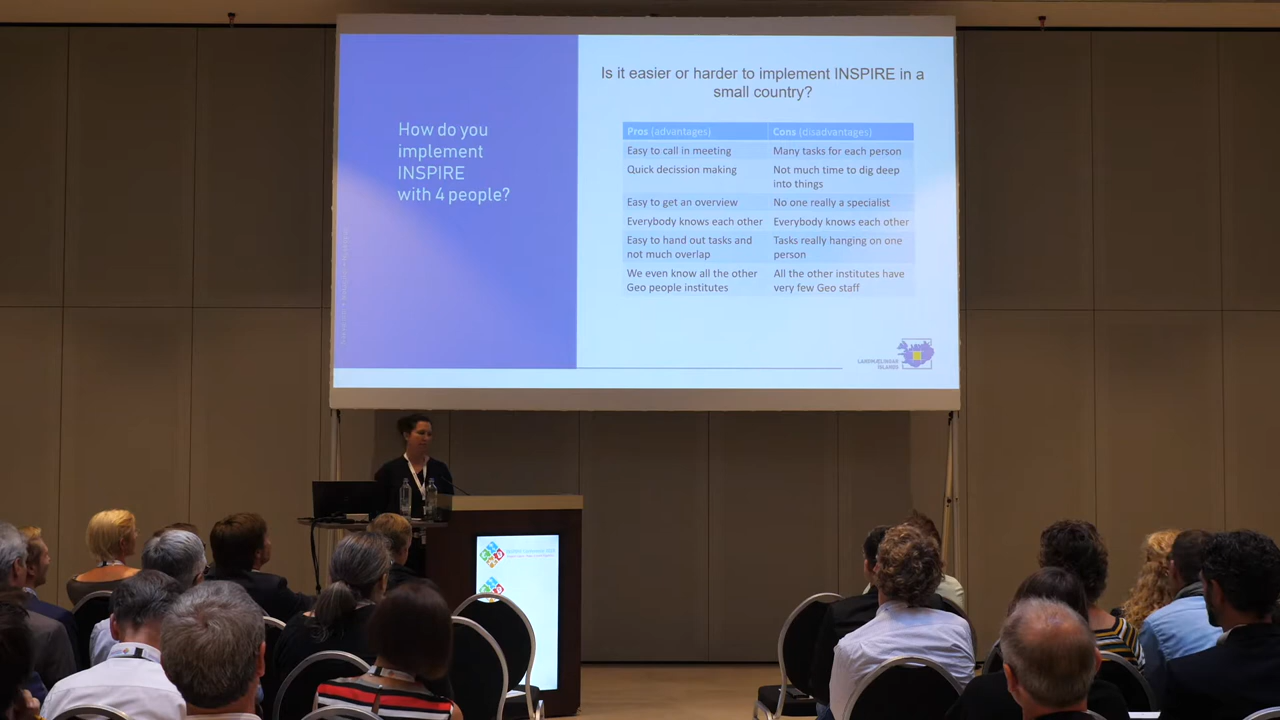 How do you
implement
INSPIRE
with 4 people?
Is it easier or harder to implement INSPIRE in a
small country?
Pros (advantages)
Cons (disadvantages)
Easy to call in meeting
Many tasks for each person
Quick decission making
Not much time to dig deep
into things
Easy to get an overview
No one really a specialist
Everybody knows each other
Everybody knows each other
Easy to hand out tasks and
not much overlap
Tasks really hanging on one
person
We even know all the other
Geo people institutes
All the other institutes have
very few Geo staff
LANDMÆLINGAR
ÍSLANDS